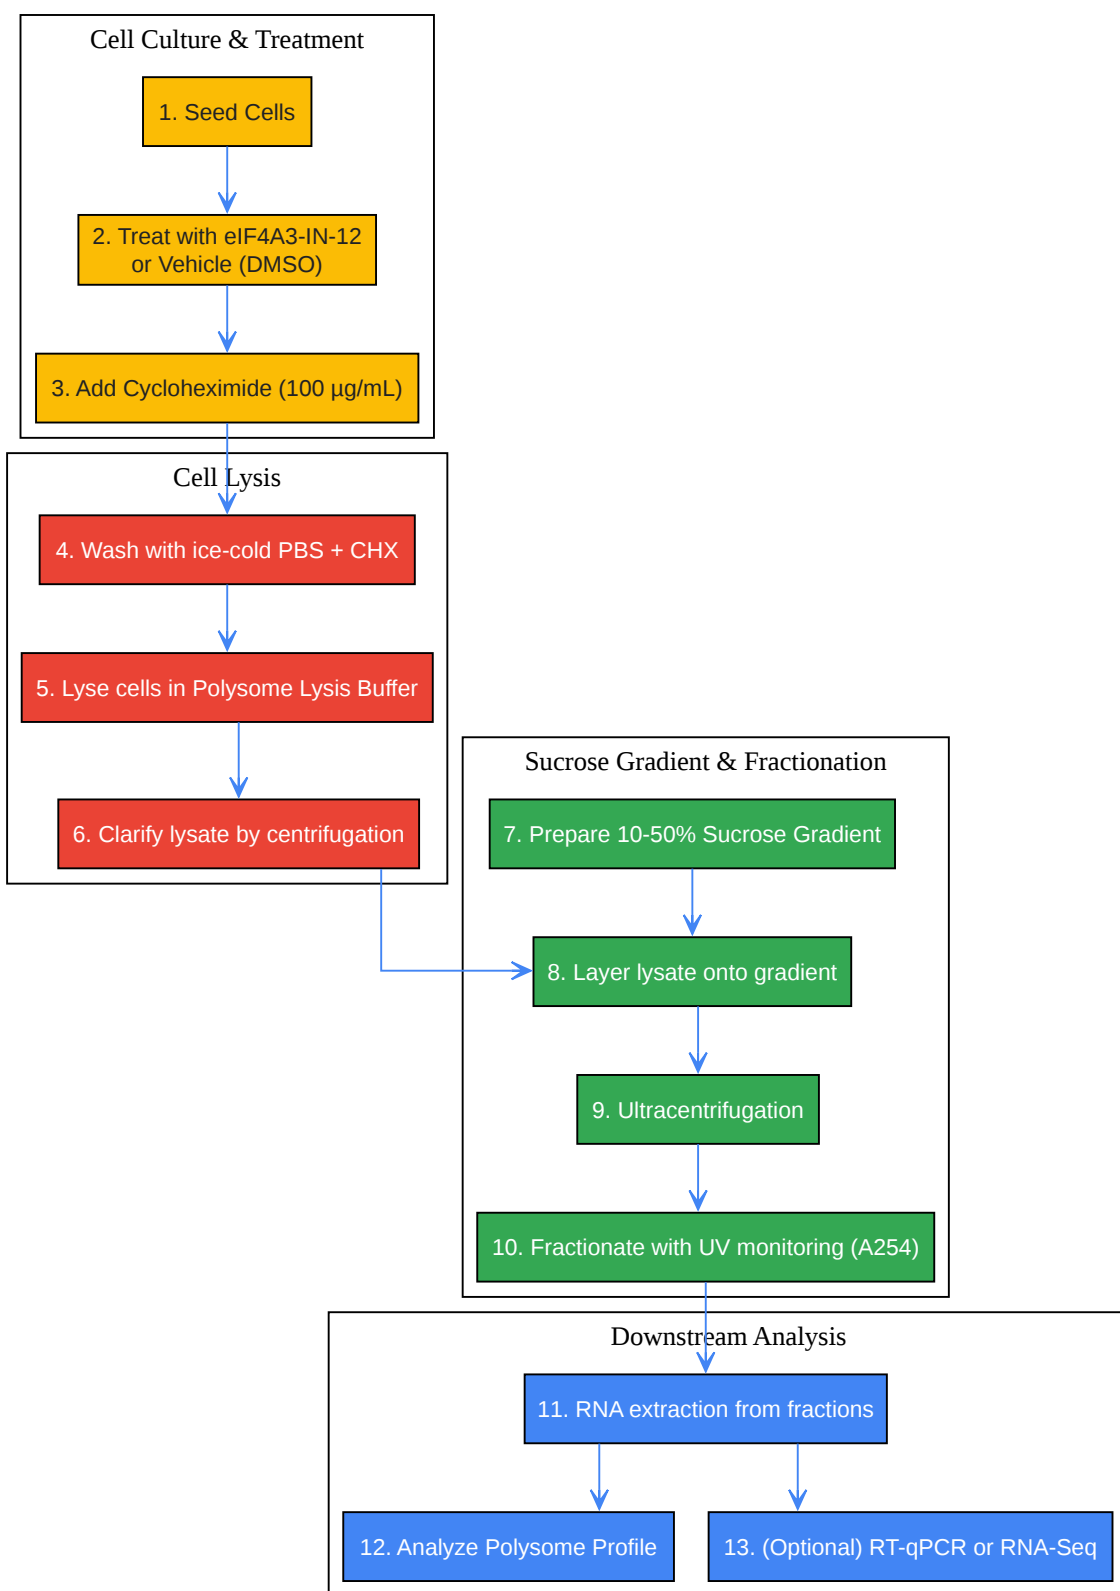 Cell Culture & Treatment
1. Seed Cells
2. Treat with eIF4A3-IN-12
or Vehicle (DMSO)
3. Add Cycloheximide (100 µg/mL)
Cell Lysis
4. Wash with ice-cold PBS + CHX
5. Lyse cells in Polysome Lysis Buffer
6. Clarify lysate by centrifugation
Sucrose Gradient & Fractionation
7. Prepare 10-50% Sucrose Gradient
8. Layer lysate onto gradient
9. Ultracentrifugation
10. Fractionate with UV monitoring (A254)
Downstream Analysis
11. RNA extraction from fractions
12. Analyze Polysome Profile
13. (Optional) RT-qPCR or RNA-Seq